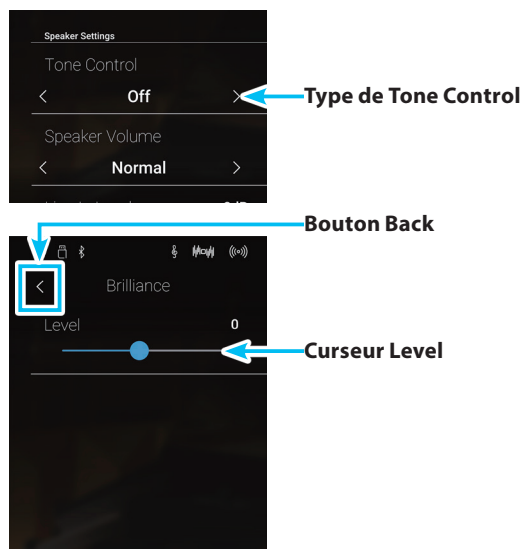 Speaker Settings
Tone Control
Off
Type de Tone Control
Speaker Volume
Normal
Bouton Back
Brilliance
Level 0
Curseur Level